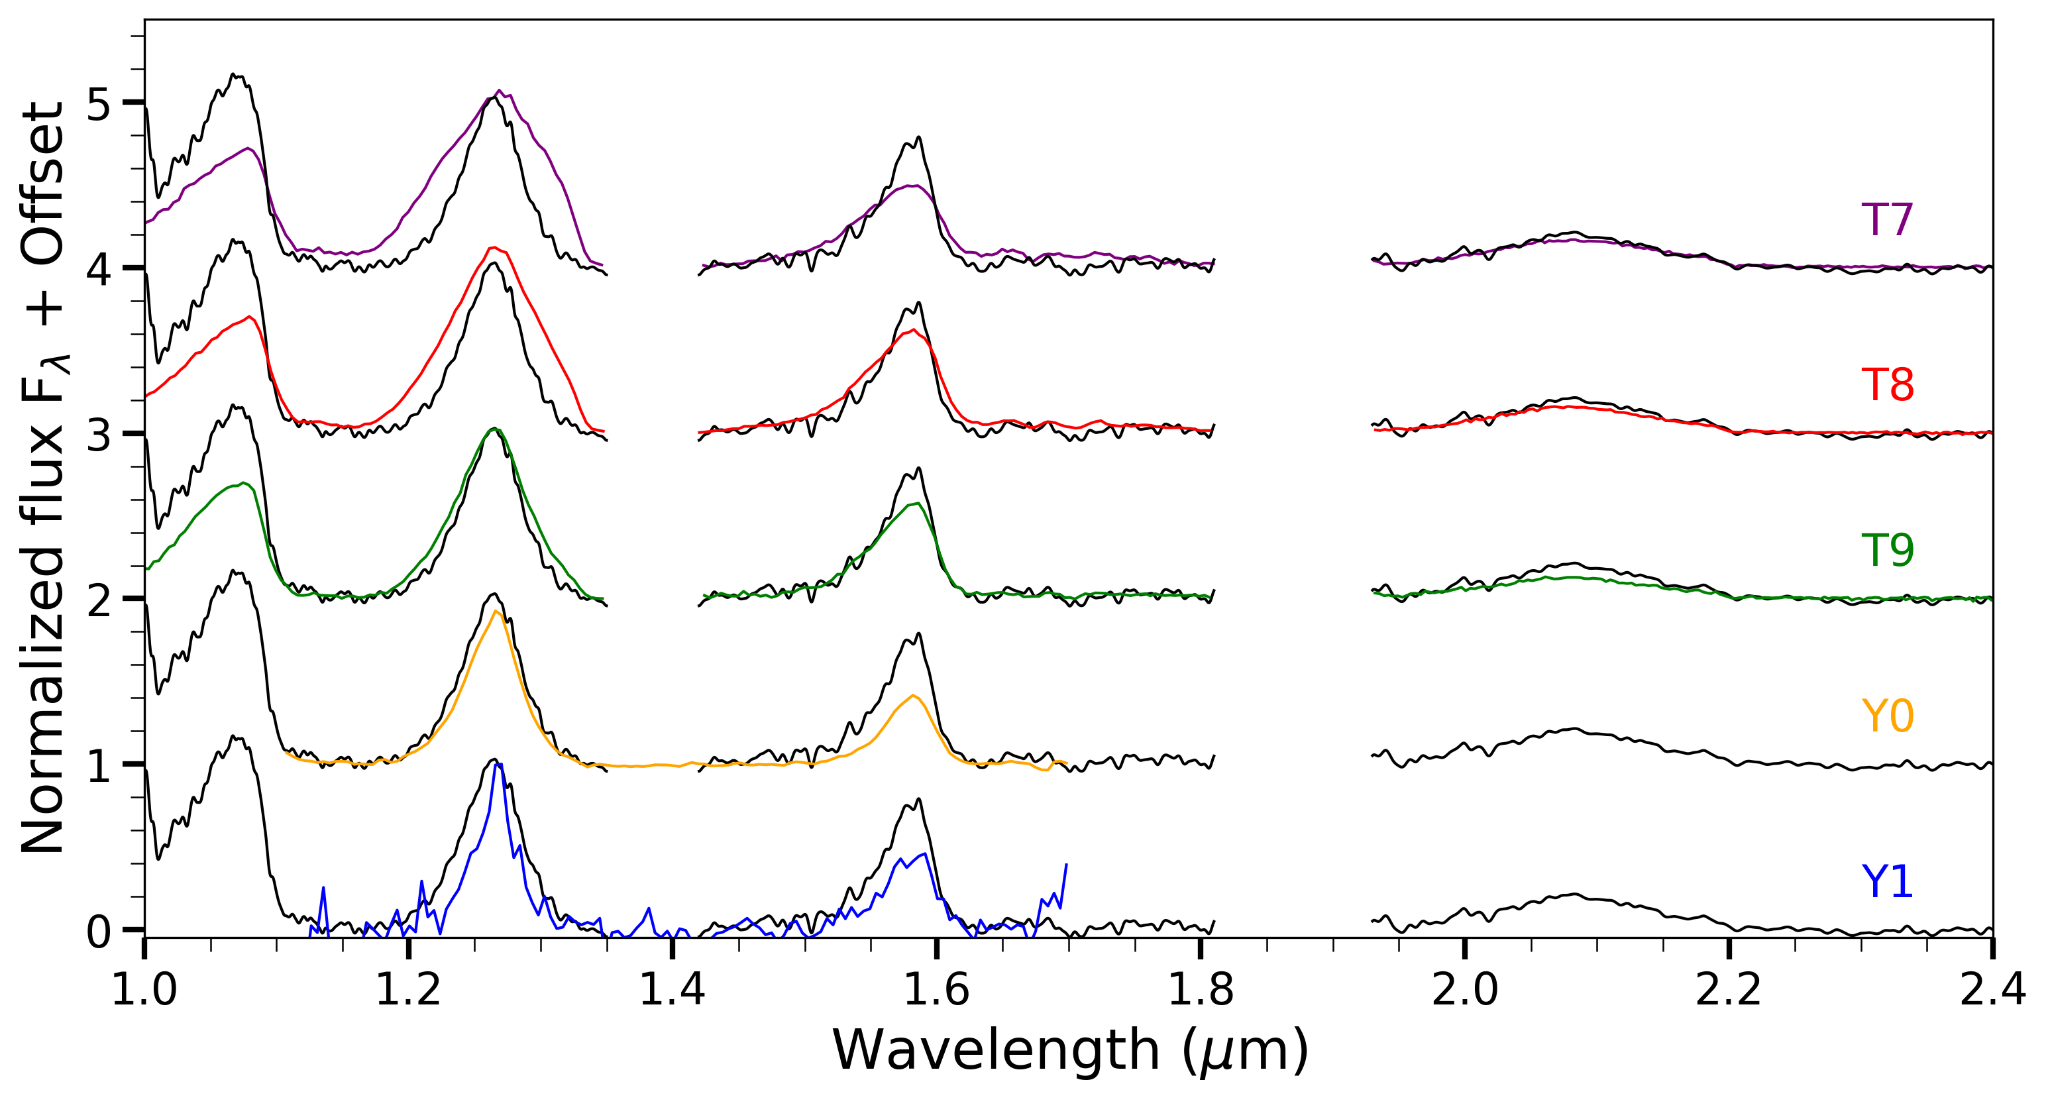 Normalized flux Fλ + Offset
5
4
3
2
1
0
T7
T8
T9
Y0
Y1
1.0 1.2 1.4 1.6 1.8 2.0 2.2 2.4
Wavelength (μm)